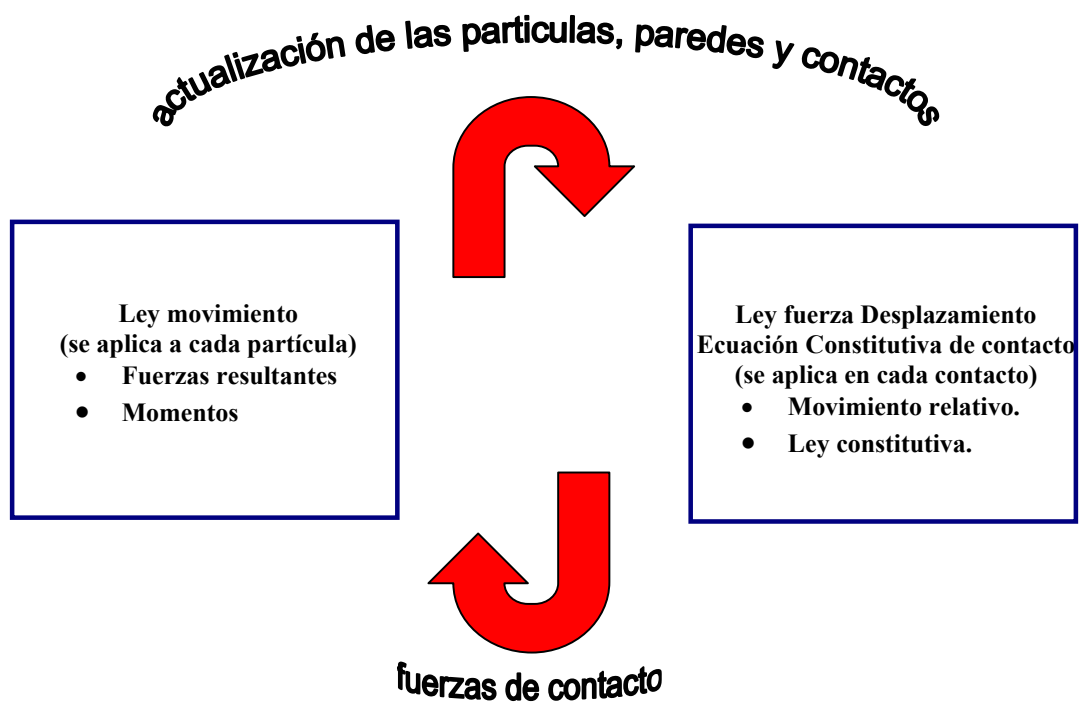 actualización de las particulas, paredes y contactos
Ley movimiento
(se aplica a cada partícula)
• Fuerzas resultantes
• Momentos
Ley fuerza Desplazamiento
Ecuación Constitutiva de contacto
(se aplica en cada contacto)
• Movimiento relativo.
• Ley constitutiva.
fuerzas de contacto